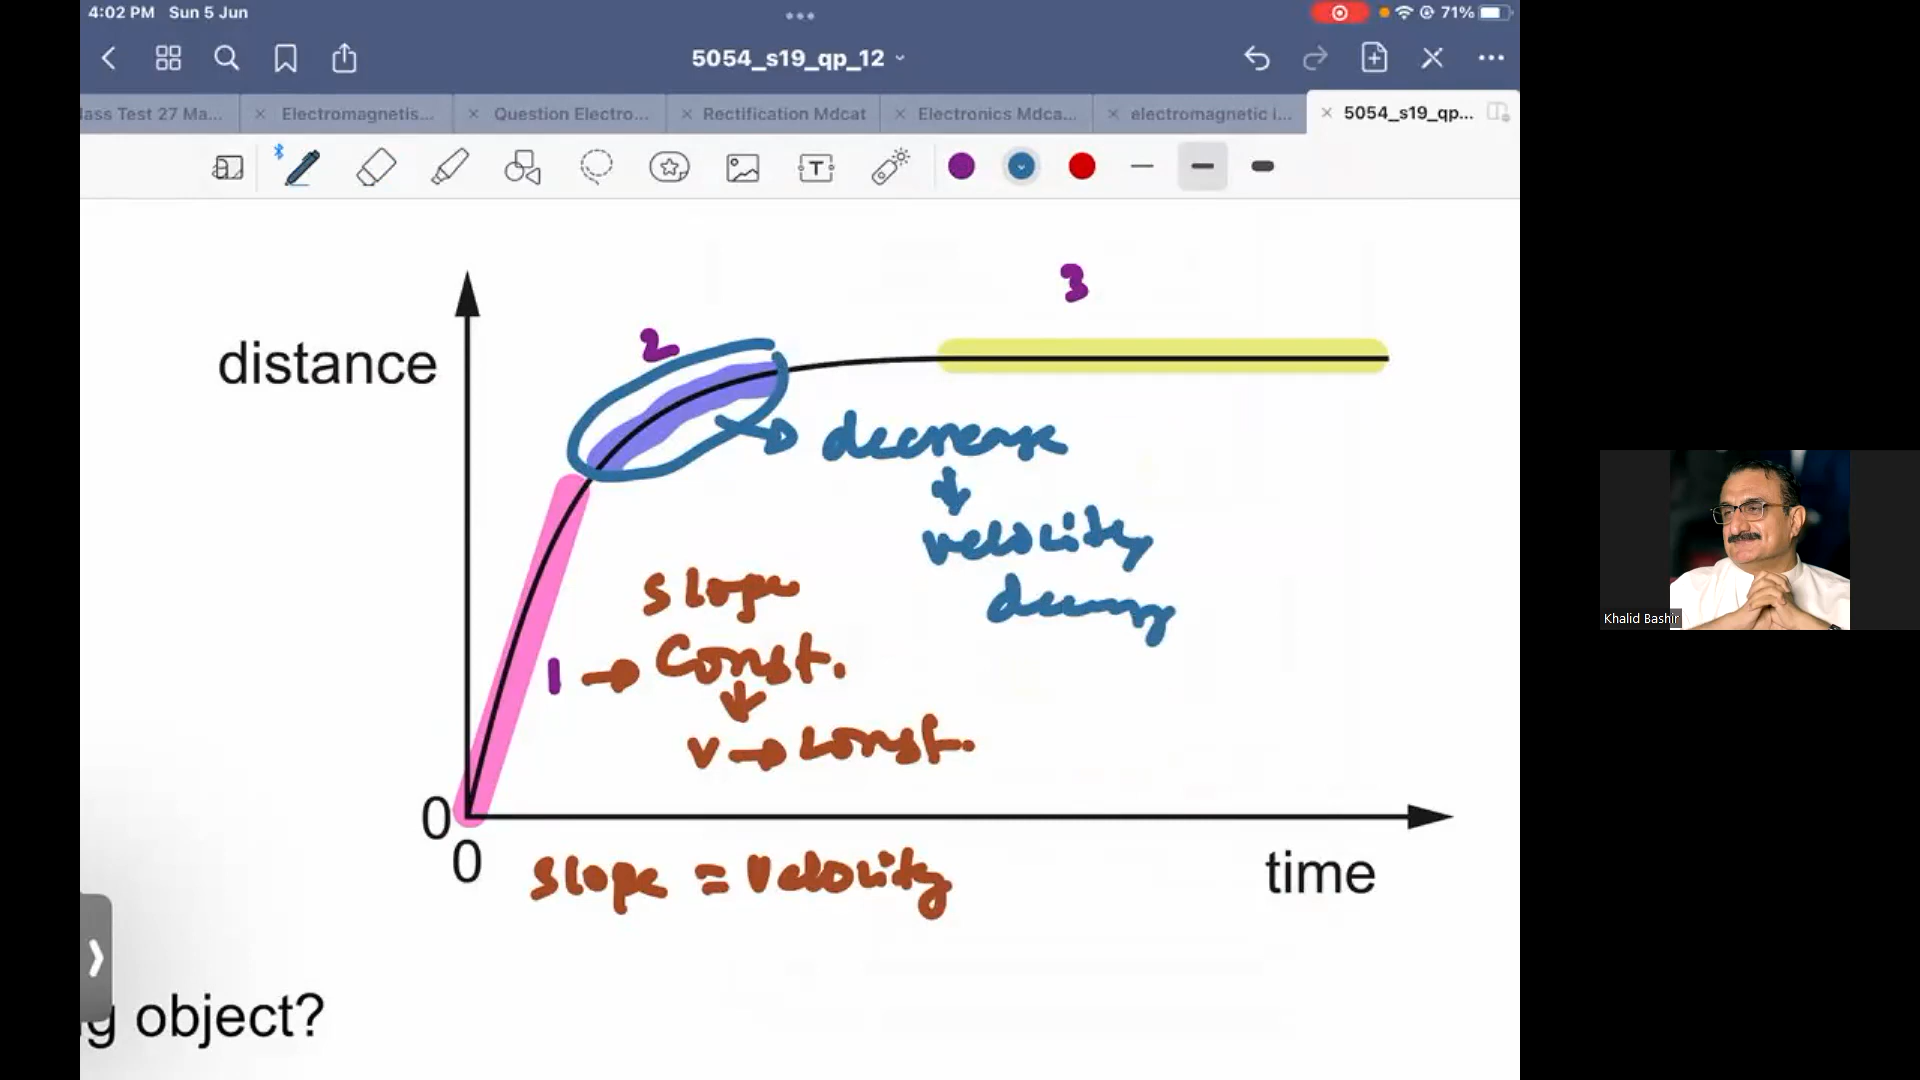 4:02 PM Sun 5 Jun
71%
5054_s19_qp_12
lass Test 27 Ma...
Electromagnetis...
Question Electro...
Rectification Mdcat
Electronics Mdca...
electromagnetic i...
5054_s19_qp...
T
3
2
distance
decrease
velocity
slope
1 → Const.
v → const.
0
0
time
slope = velocity
g object?
Khalid Bashir